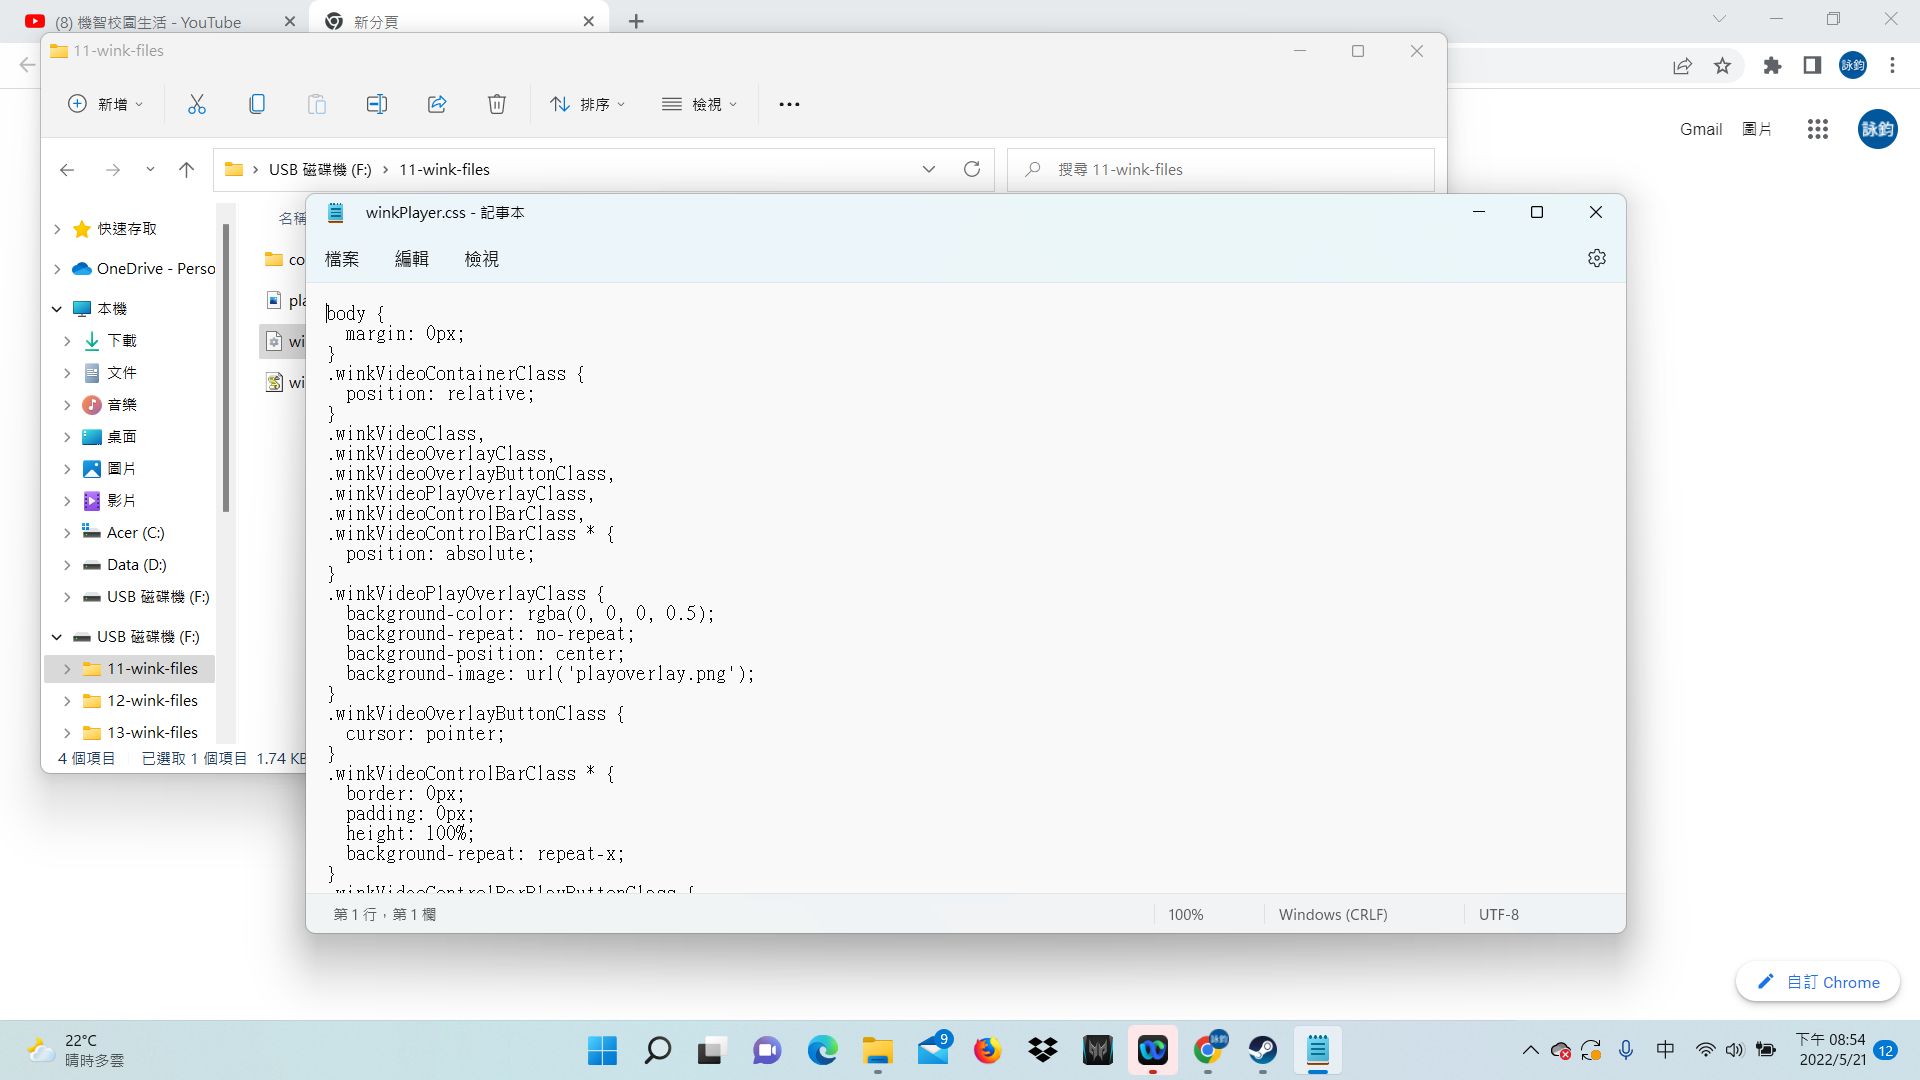 (8) 機智校園生活 - YouTube
新分頁
11-wink-files
新增
排序
檢視
USB 磁碟機 (F:) > 11-wink-files
搜尋 11-wink-files
詠鈞
Gmail
圖片
詠鈞
名稱
快速存取
OneDrive - Perso
本機
下載
文件
音樂
桌面
圖片
影片
Acer (C:)
Data (D:)
USB 磁碟機 (F:)
USB 磁碟機 (F:)
11-wink-files
12-wink-files
13-wink-files
co
pla
wi
wi
4 個項目
已選取 1 個項目 1.74 KB
winkPlayer.css - 記事本
檔案
編輯
檢視
body {
  margin: 0px;
}
.winkVideoContainerClass {
  position: relative;
}
.winkVideoClass,
.winkVideoOverlayClass,
.winkVideoOverlayButtonClass,
.winkVideoPlayOverlayClass,
.winkVideoControlBarClass,
.winkVideoControlBarClass * {
  position: absolute;
}
.winkVideoPlayOverlayClass {
  background-color: rgba(0, 0, 0, 0.5);
  background-repeat: no-repeat;
  background-position: center;
  background-image: url('playoverlay.png');
}
.winkVideoOverlayButtonClass {
  cursor: pointer;
}
.winkVideoControlBarClass * {
  border: 0px;
  padding: 0px;
  height: 100%;
  background-repeat: repeat-x;
}
.winkVideoControlBarPlayButtonClass {
第 1 行，第 1 欄
100%
Windows (CRLF)
UTF-8
自訂 Chrome
22°C
晴時多雲
9
詠鈞
中
下午 08:54
2022/5/21
12